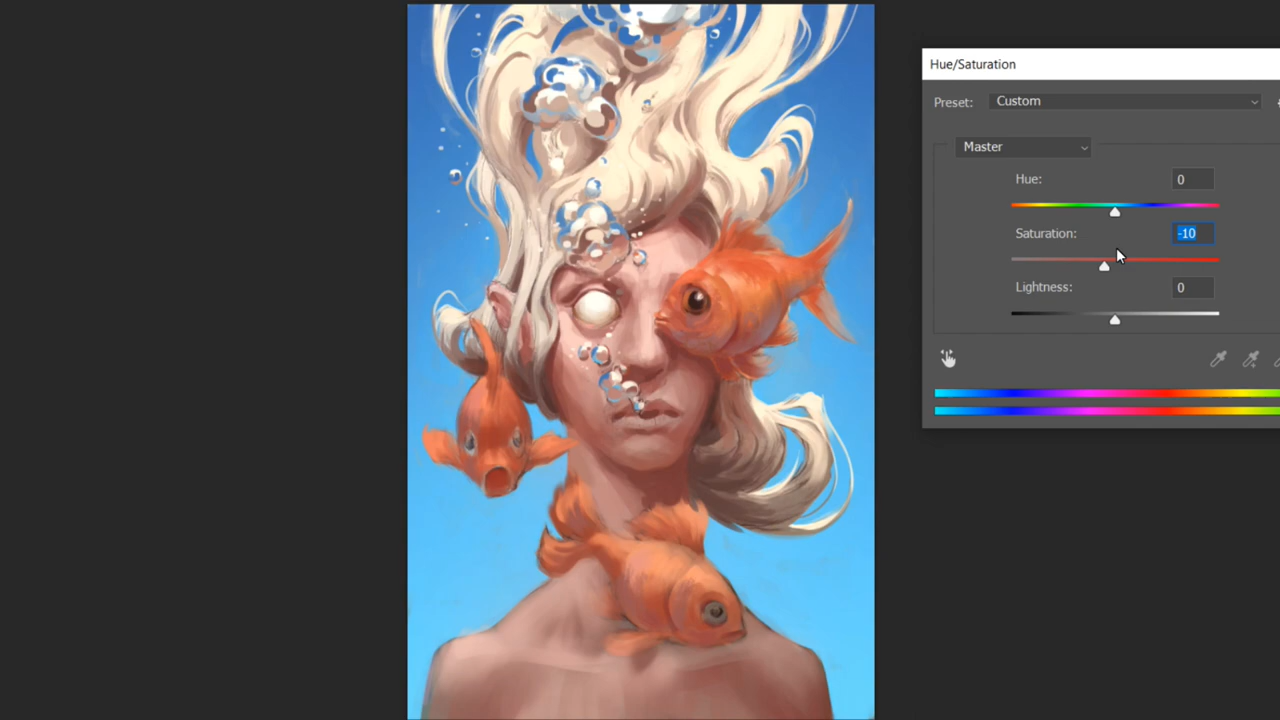 Hue/Saturation
Preset: Custom
Master
Hue: 0
Saturation: -10
Lightness: 0